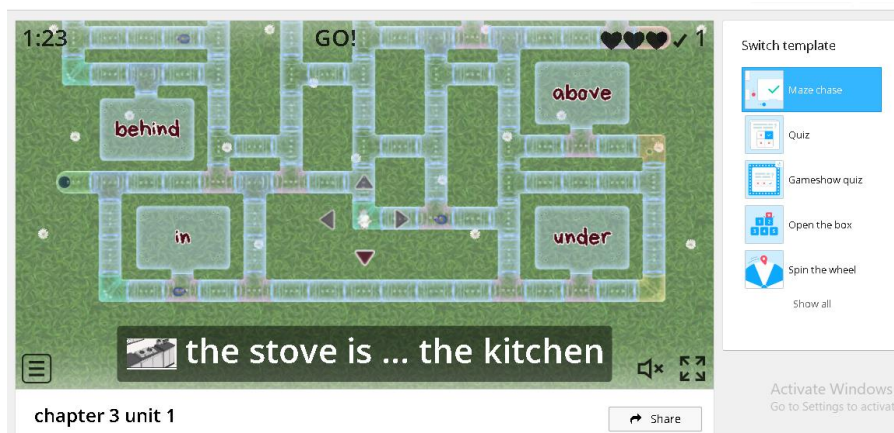 1:23
GO!
1
above
behind
in
under
the stove is ... the kitchen
chapter 3 unit 1
Share
Switch template
Maze chase
Quiz
Gameshow quiz
Open the box
Spin the wheel
Show all
Activate Windows
Go to Settings to activat